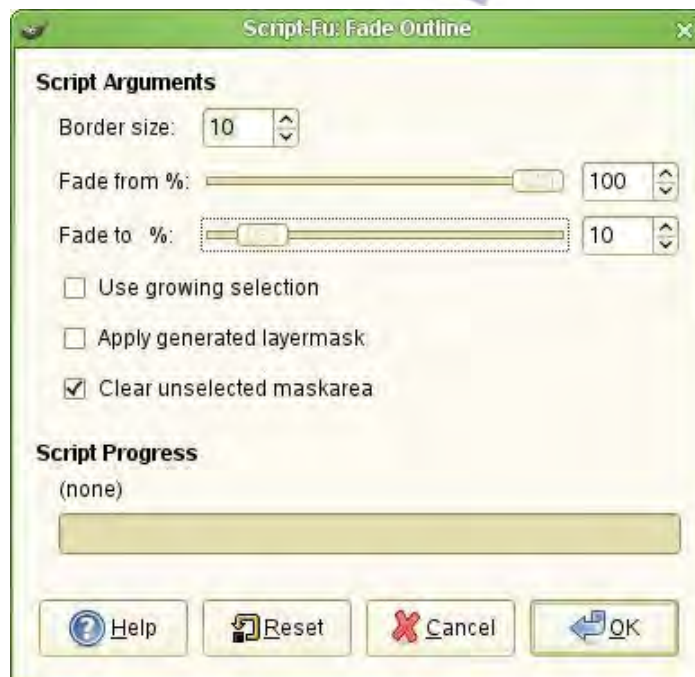 Script-Fu: Fade Outline
Script Arguments
Border size: 10
Fade from %: 100
Fade to %: 10
Use growing selection
Apply generated layermask
Clear unselected maskarea
Script Progress
(none)
Help Reset Cancel OK